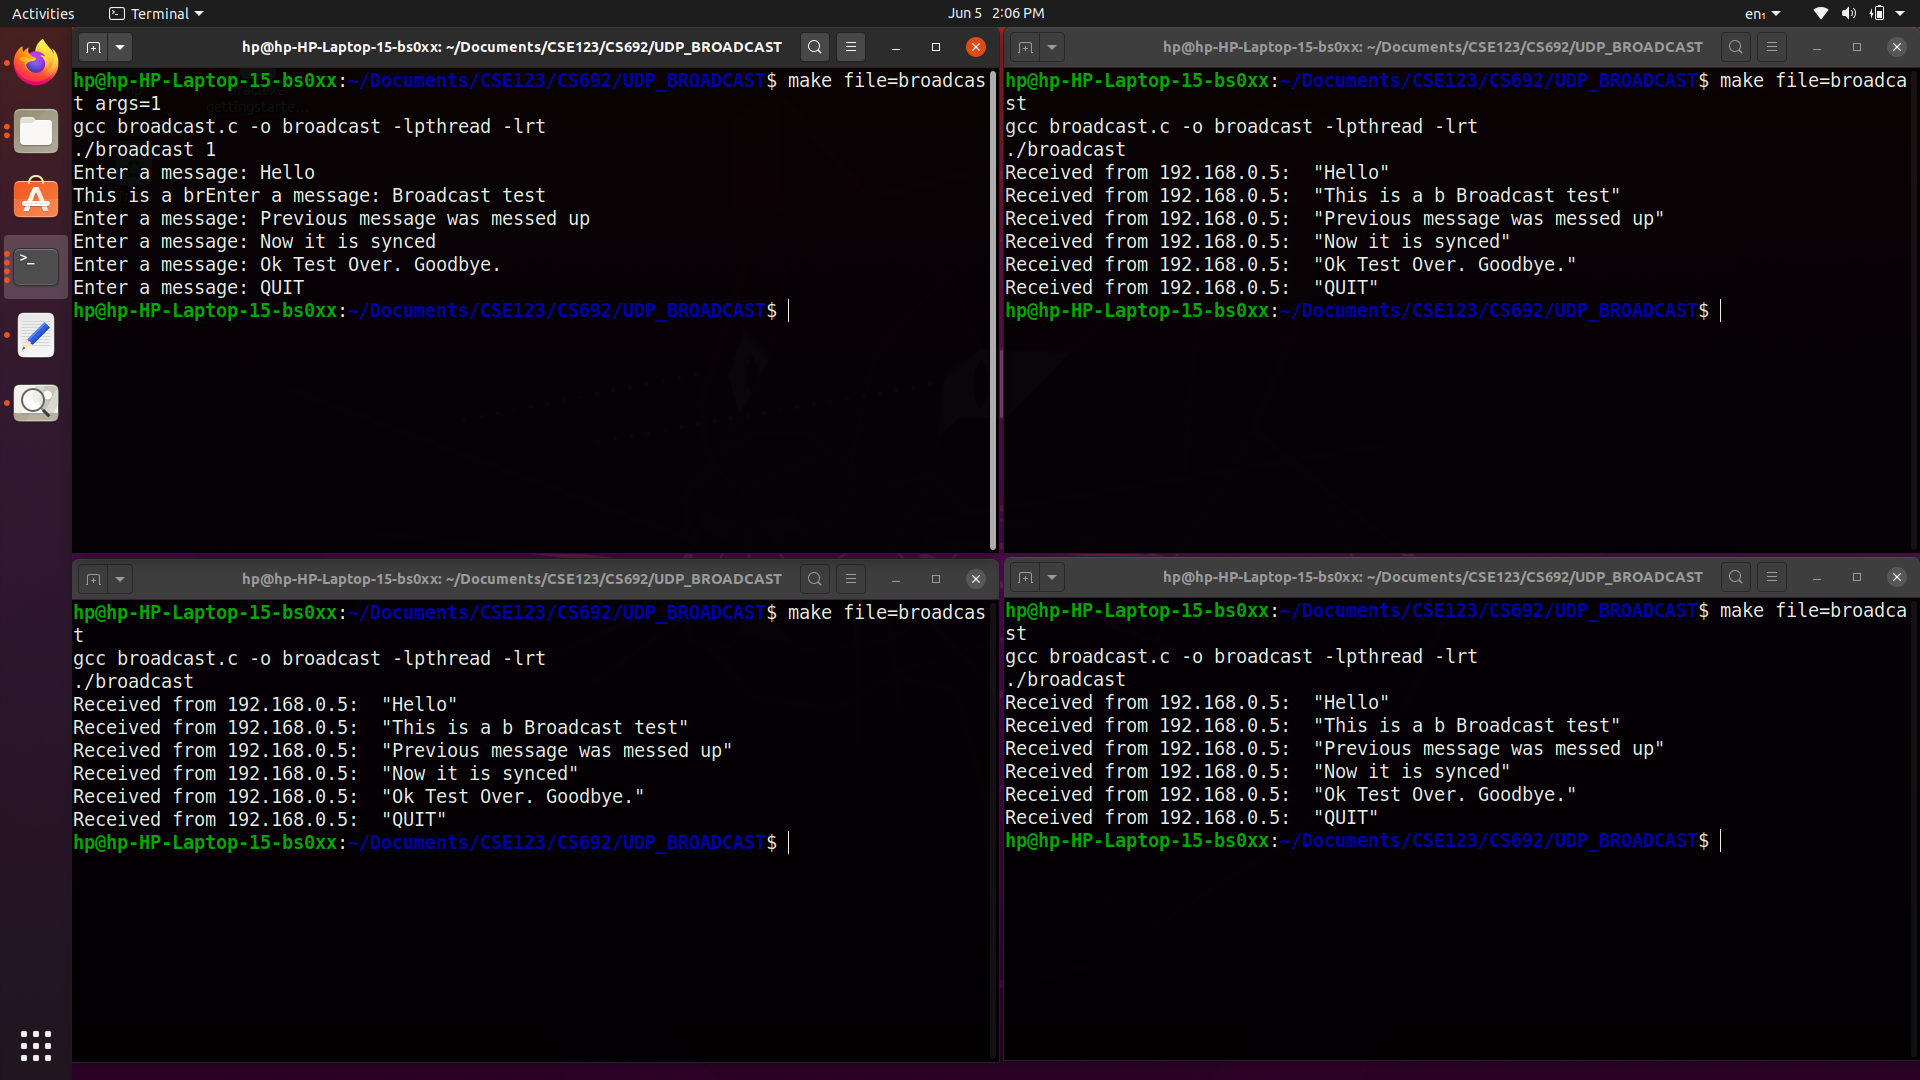 Activities
Terminal
Jun 5 2:06 PM
en₁
hp@hp-HP-Laptop-15-bs0xx: ~/Documents/CSE123/CS692/UDP_BROADCAST
hp@hp-HP-Laptop-15-bs0xx:~/Documents/CSE123/CS692/UDP_BROADCAST$ make file=broadcas
t args=1
gettingstarte...
gcc broadcast.c -o broadcast -lpthread -lrt
./broadcast 1
Enter a message: Hello
This is a brEnter a message: Broadcast test
Enter a message: Previous message was messed up
Enter a message: Now it is synced
Enter a message: Ok Test Over. Goodbye.
Enter a message: QUIT
hp@hp-HP-Laptop-15-bs0xx:~/Documents/CSE123/CS692/UDP_BROADCAST$
hp@hp-HP-Laptop-15-bs0xx: ~/Documents/CSE123/CS692/UDP_BROADCAST
hp@hp-HP-Laptop-15-bs0xx:~/Documents/CSE123/CS692/UDP_BROADCAST$ make file=broadca
st
gcc broadcast.c -o broadcast -lpthread -lrt
./broadcast
Received from 192.168.0.5:  "Hello"
Received from 192.168.0.5:  "This is a b Broadcast test"
Received from 192.168.0.5:  "Previous message was messed up"
Received from 192.168.0.5:  "Now it is synced"
Received from 192.168.0.5:  "Ok Test Over. Goodbye."
Received from 192.168.0.5:  "QUIT"
hp@hp-HP-Laptop-15-bs0xx:~/Documents/CSE123/CS692/UDP_BROADCAST$
hp@hp-HP-Laptop-15-bs0xx: ~/Documents/CSE123/CS692/UDP_BROADCAST
hp@hp-HP-Laptop-15-bs0xx:~/Documents/CSE123/CS692/UDP_BROADCAST$ make file=broadcas
t
gcc broadcast.c -o broadcast -lpthread -lrt
./broadcast
Received from 192.168.0.5:  "Hello"
Received from 192.168.0.5:  "This is a b Broadcast test"
Received from 192.168.0.5:  "Previous message was messed up"
Received from 192.168.0.5:  "Now it is synced"
Received from 192.168.0.5:  "Ok Test Over. Goodbye."
Received from 192.168.0.5:  "QUIT"
hp@hp-HP-Laptop-15-bs0xx:~/Documents/CSE123/CS692/UDP_BROADCAST$
hp@hp-HP-Laptop-15-bs0xx: ~/Documents/CSE123/CS692/UDP_BROADCAST
hp@hp-HP-Laptop-15-bs0xx:~/Documents/CSE123/CS692/UDP_BROADCAST$ make file=broadca
st
gcc broadcast.c -o broadcast -lpthread -lrt
./broadcast
Received from 192.168.0.5:  "Hello"
Received from 192.168.0.5:  "This is a b Broadcast test"
Received from 192.168.0.5:  "Previous message was messed up"
Received from 192.168.0.5:  "Now it is synced"
Received from 192.168.0.5:  "Ok Test Over. Goodbye."
Received from 192.168.0.5:  "QUIT"
hp@hp-HP-Laptop-15-bs0xx:~/Documents/CSE123/CS692/UDP_BROADCAST$